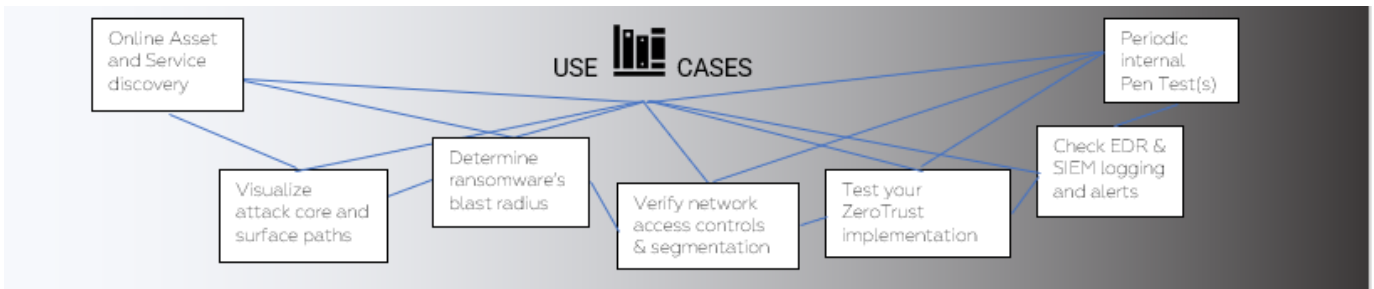 Online Asset
and Service
discovery
USE CASES
Periodic
internal
Pen Test(s)
Visualize
attack core and
surface paths
Determine
ransomware's
blast radius
Verify network
access controls
& segmentation
Test your
ZeroTrust
implementation
Check EDR &
SIEM logging
and alerts